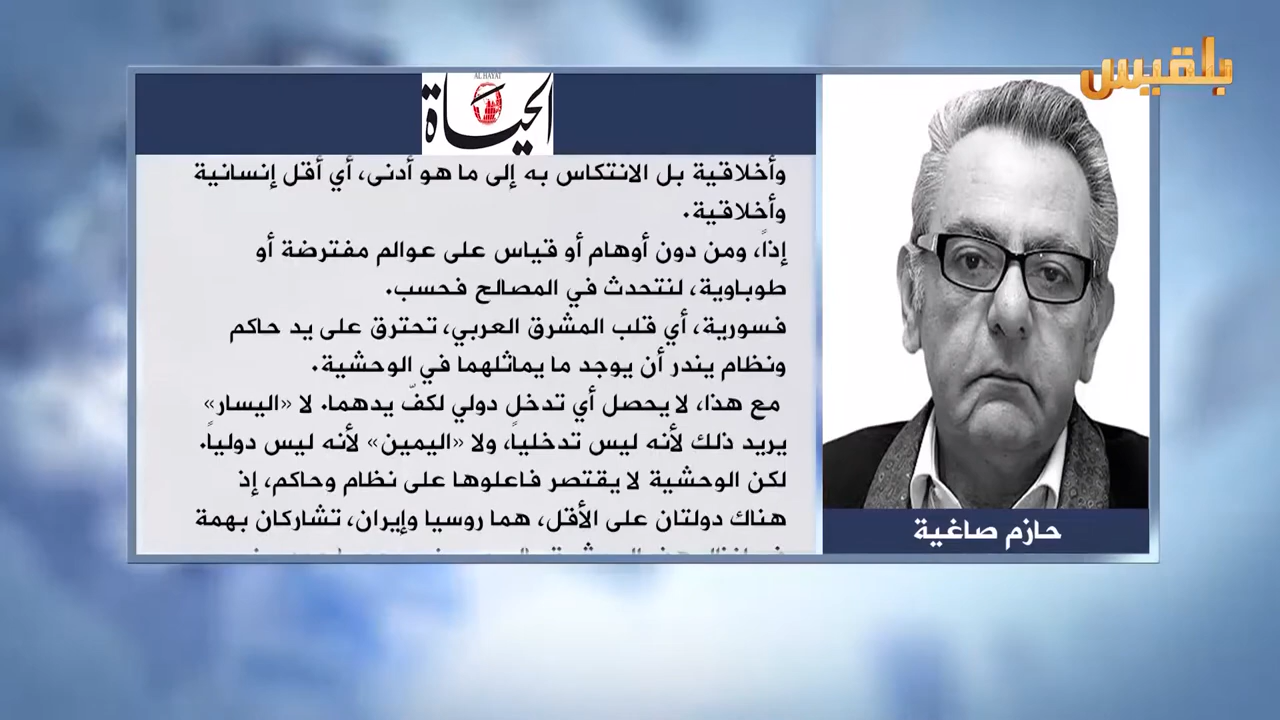 بلقيس
AL HAYAT
الحياة
وأخلاقية بل الانتكاس به إلى ما هو أدنى، أي أقل إنسانية
وأخلاقية.
إذاً، ومن دون أوهام أو قياس على عوالم مفترضة أو
طوباوية، لنتحدث في المصالح فحسب.
فسورية، أي قلب المشرق العربي، تحترق على يد حاكم
ونظام يندر أن يوجد ما يماثلهما في الوحشية.
مع هذا، لا يحصل أي تدخل دولي لكفّ يدهما. لا «اليسار»
يريد ذلك لأنه ليس تدخلياً، ولا «اليمين» لأنه ليس دولياً.
لكن الوحشية لا يقتصر فاعلوها على نظام وحاكم، إذ
هناك دولتان على الأقل، هما روسيا وإيران، تشاركان بهمة
حازم صاغية